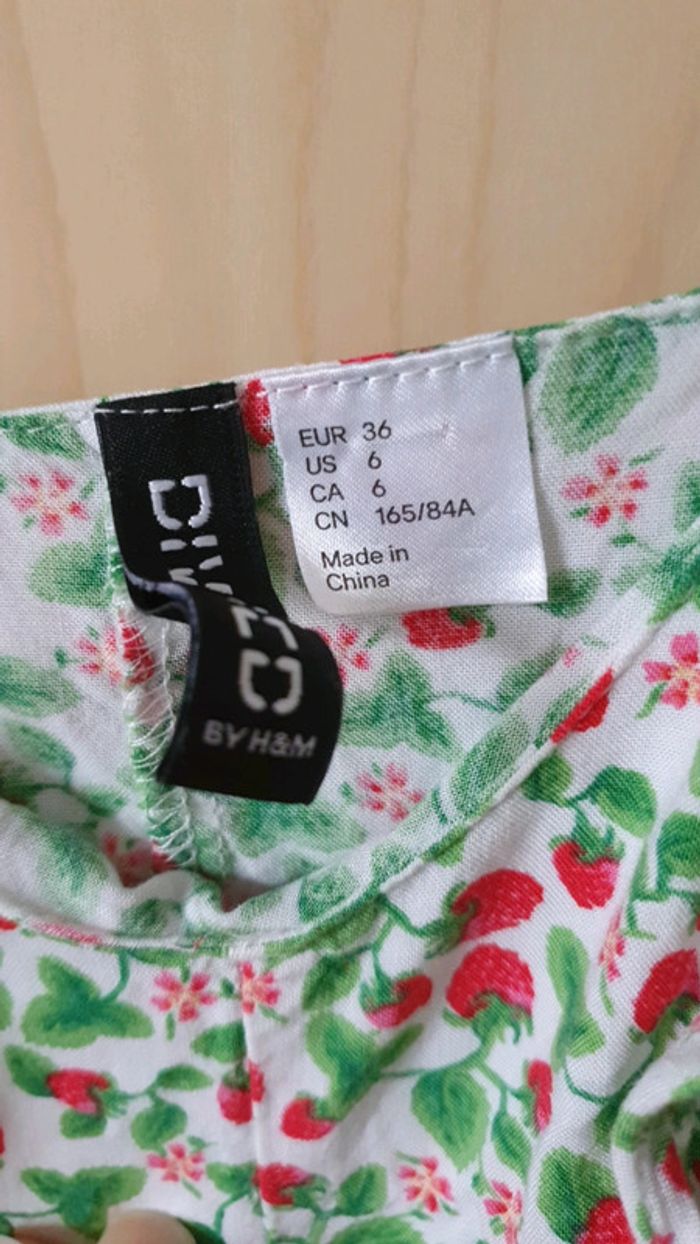 EUR 36
US 6
CA 6
CN 165/84A
Made in
China
BY H&M